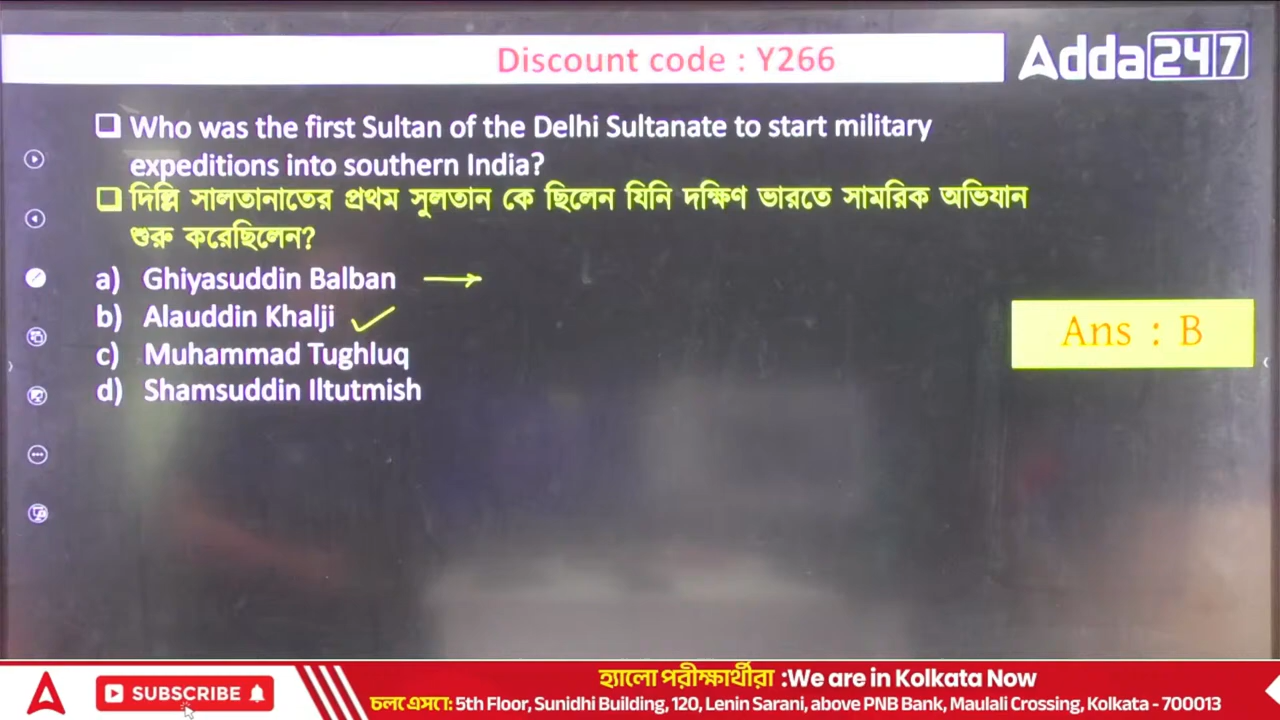 Discount code : Y266
Adda247
❑ Who was the first Sultan of the Delhi Sultanate to start military
expeditions into southern India?
❑ দিল্লি সালতানাতের প্রথম সুলতান কে ছিলেন যিনি দক্ষিণ ভারতে সামরিক অভিযান
শুরু করেছিলেন?
a) Ghiyasuddin Balban
b) Alauddin Khalji
c) Muhammad Tughluq
d) Shamsuddin Iltutmish
Ans : B
SUBSCRIBE
হ্যালো পরীক্ষার্থীরা :We are in Kolkata Now
চলে এসো: 5th Floor, Sunidhi Building, 120, Lenin Sarani, above PNB Bank, Maulali Crossing, Kolkata - 700013